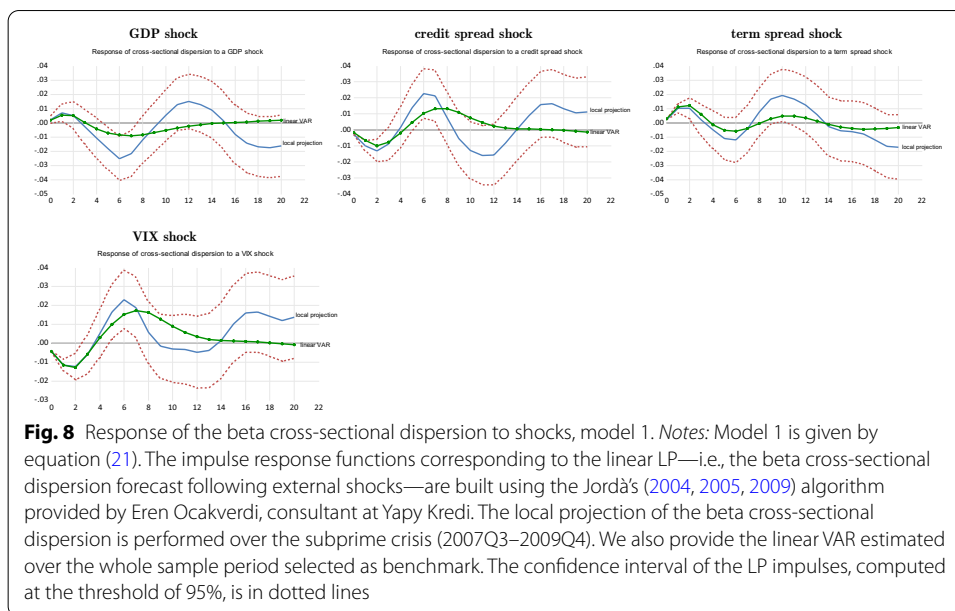 GDP shock
Response of cross-sectional dispersion to a GDP shock
.04
.03
.02
.01
.00
-.01
-.02
-.03
-.04
-.05
linear VAR
local projection
0 2 4 6 8 10 12 14 16 18 20 22
credit spread shock
Response of cross-sectional dispersion to a credit spread shock
.04
.03
.02
.01
.00
-.01
-.02
-.03
-.04
local projection
linear VAR
0 2 4 6 8 10 12 14 16 18 20 22
term spread shock
Response of cross-sectional dispersion to a term spread shock
.04
.03
.02
.01
.00
-.01
-.02
-.03
-.04
-.05
linear VAR
local projection
0 2 4 6 8 10 12 14 16 18 20 22
VIX shock
Response of cross-sectional dispersion to a VIX shock
.04
.03
.02
.01
.00
-.01
-.02
-.03
local projection
linear VAR
0 2 4 6 8 10 12 14 16 18 20 22
Fig. 8 Response of the beta cross-sectional dispersion to shocks, model 1. Notes: Model 1 is given by
equation (21). The impulse response functions corresponding to the linear LP—i.e., the beta cross-sectional
dispersion forecast following external shocks—are built using the Jordà's (2004, 2005, 2009) algorithm
provided by Eren Ocakverdi, consultant at Yapy Kredi. The local projection of the beta cross-sectional
dispersion is performed over the subprime crisis (2007Q3–2009Q4). We also provide the linear VAR estimated
over the whole sample period selected as benchmark. The confidence interval of the LP impulses, computed
at the threshold of 95%, is in dotted lines